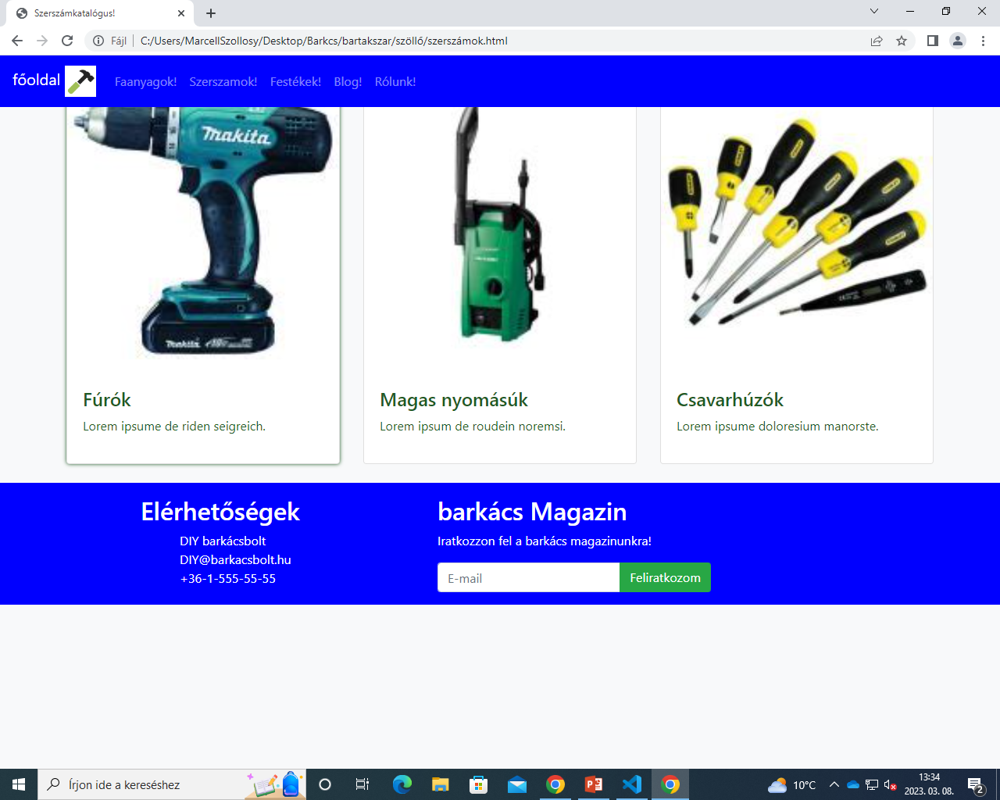 Szerszámkatalógus!
Fájl
C:/Users/MarcellSzollosy/Desktop/Barkcs/bartakszar/szölló/szerszámok.html
főoldal
Faanyagok!
Szerszamok!
Festékek!
Blog!
Rólunk!
makita
makita
STANLEY
Fúrók
Lorem ipsume de riden seigreich.
Magas nyomásúk
Lorem ipsum de roudein noremsi.
Csavarhúzók
Lorem ipsume doloresium manorste.
Elérhetőségek
DIY barkácsbolt
DIY@barkacsbolt.hu
+36-1-555-55-55
barkács Magazin
Iratkozzon fel a barkács magazinunkra!
E-mail
Feliratkozom
Írjon ide a kereséshez
10°C
13:34
2023. 03. 08.
2